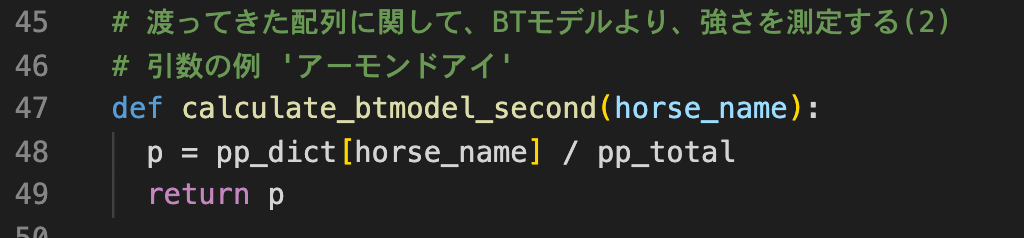 45 # 渡ってきた配列に関して、BTモデルより、強さを測定する(2)
46 # 引数の例 'アーモンドアイ'
47 def calculate_btmodel_second(horse_name):
48 p = pp_dict[horse_name] / pp_total
49 return p
50